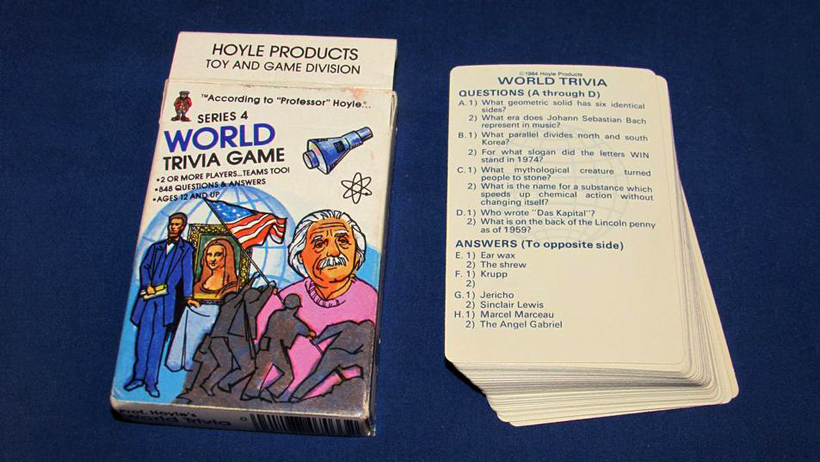 HOYLE PRODUCTS
TOY AND GAME DIVISION
™According to "Professor" Hoyle...
SERIES 4
WORLD
TRIVIA GAME
•2 OR MORE PLAYERS...TEAMS TOO!
•848 QUESTIONS & ANSWERS
•AGES 12 AND UP
Prof. Hoyle's
World Trivia
©1984 Hoyle Products
WORLD TRIVIA
QUESTIONS (A through D)
A. 1) What geometric solid has six identical
sides?
2) What era does Johann Sebastian Bach
represent in music?
B. 1) What parallel divides north and south
Korea?
2) For what slogan did the letters WIN
stand in 1974?
C. 1) What mythological creature turned
people to stone?
2) What is the name for a substance which
speeds up chemical action without
changing itself?
D. 1) Who wrote "Das Kapital"?
2) What is on the back of the Lincoln penny
as of 1959?
ANSWERS (To opposite side)
E. 1) Ear wax
2) The shrew
F. 1) Krupp
2)
G. 1) Jericho
2) Sinclair Lewis
H. 1) Marcel Marceau
2) The Angel Gabriel